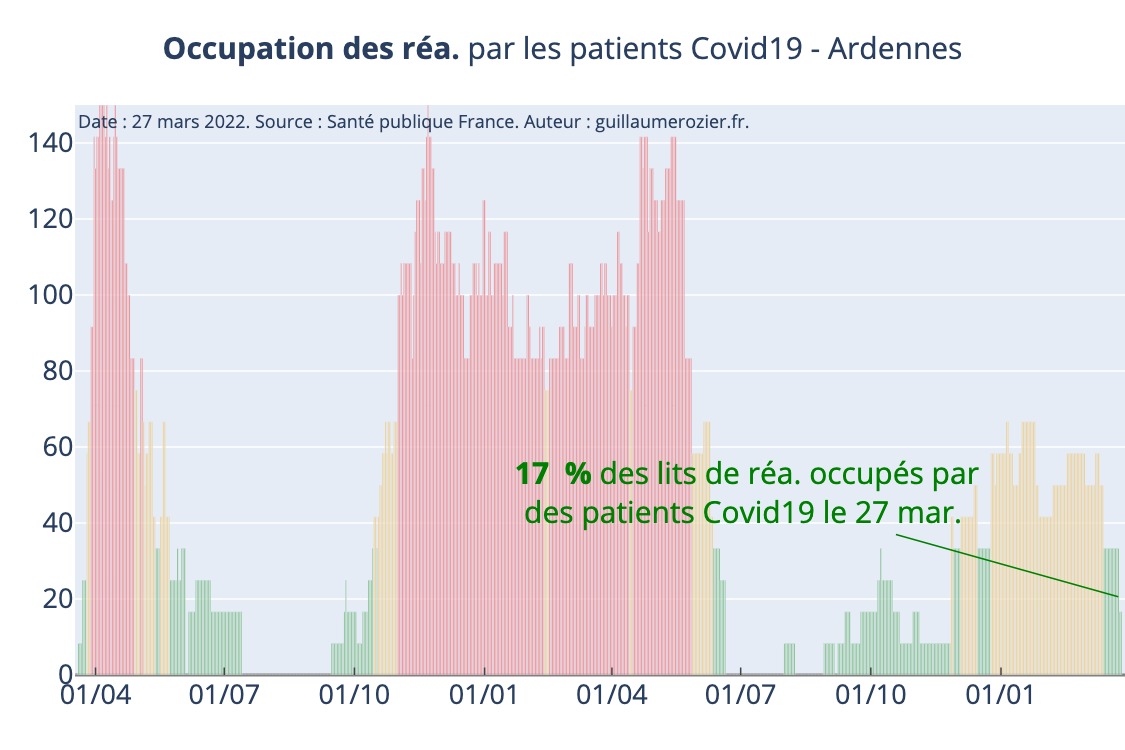 Occupation des réa. par les patients Covid19 - Ardennes
Date : 27 mars 2022. Source : Santé publique France. Auteur : guillaumerozier.fr.
140
120
100
80
60
17 % des lits de réa. occupés par
des patients Covid19 le 27 mar.
40
20
0
01/04 01/07 01/10 01/01 01/04 01/07 01/10 01/01